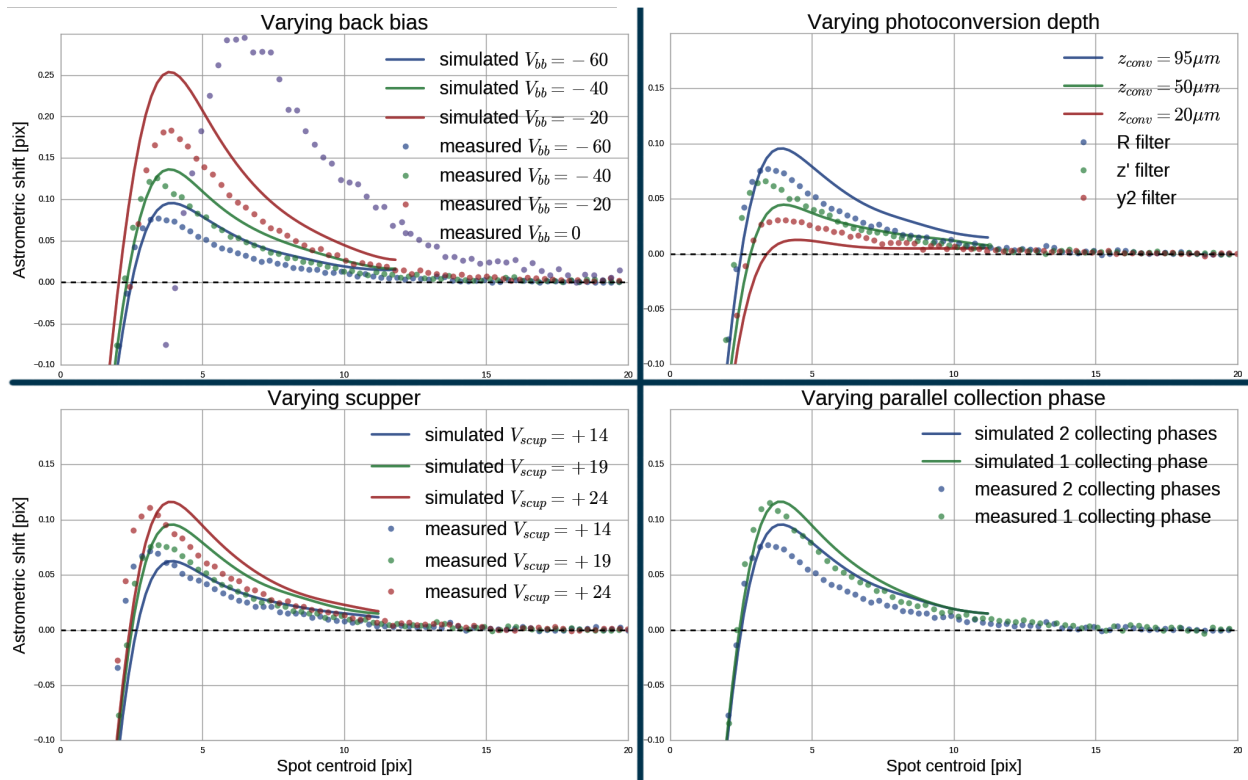 Varying back bias
Astrometric shift [pix]
0.25
0.20
0.15
0.10
0.05
0.00
−0.05
−0.10
0
5
10
15
20
simulated V_bb = −60
simulated V_bb = −40
simulated V_bb = −20
measured V_bb = −60
measured V_bb = −40
measured V_bb = −20
measured V_bb = 0
Varying photoconversion depth
0.15
0.10
0.05
0.00
−0.05
−0.10
0
5
10
15
20
z_conv = 95μm
z_conv = 50μm
z_conv = 20μm
R filter
z' filter
y2 filter
Varying scupper
Astrometric shift [pix]
0.15
0.10
0.05
0.00
−0.05
−0.10
0
5
10
15
20
Spot centroid [pix]
simulated V_scup = +14
simulated V_scup = +19
simulated V_scup = +24
measured V_scup = +14
measured V_scup = +19
measured V_scup = +24
Varying parallel collection phase
0.15
0.10
0.05
0.00
−0.05
−0.10
0
5
10
15
20
Spot centroid [pix]
simulated 2 collecting phases
simulated 1 collecting phase
measured 2 collecting phases
measured 1 collecting phase